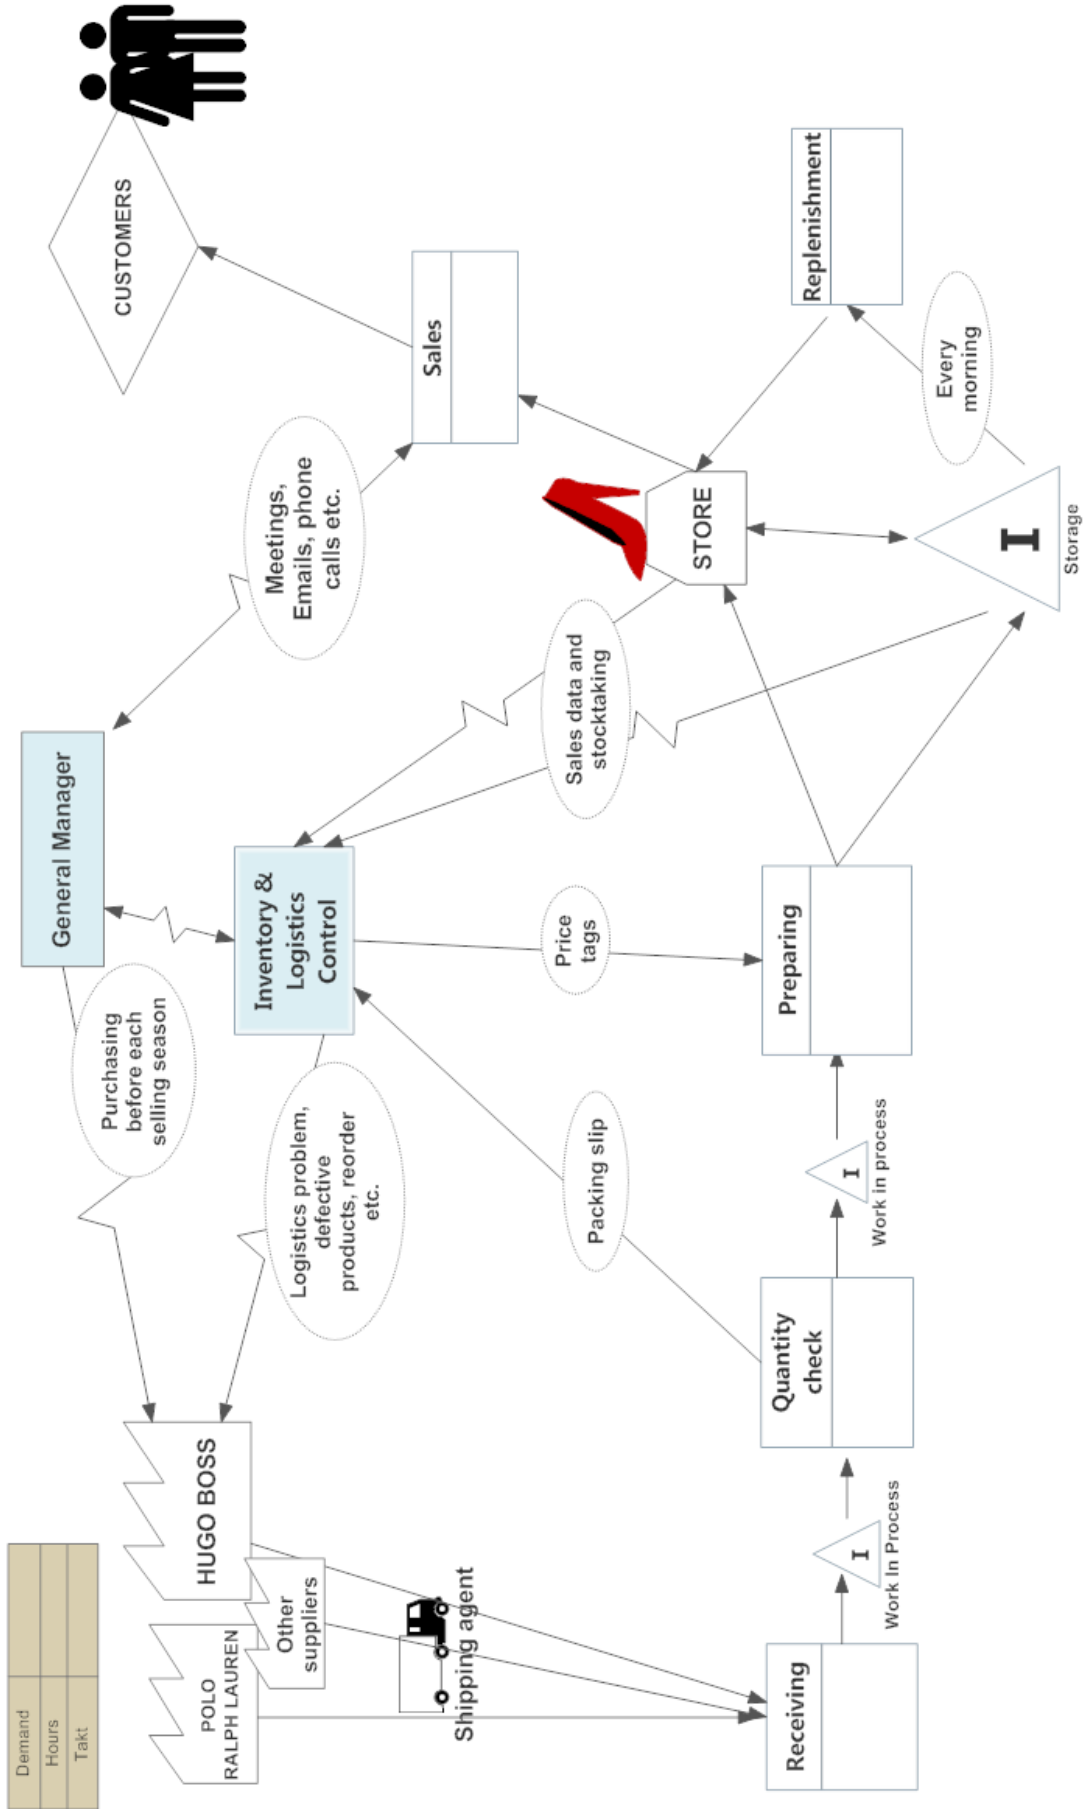 Demand
Hours
Takt
POLO
RALPH LAUREN
HUGO BOSS
Other
suppliers
Shipping agent
Purchasing
before each
selling season
General Manager
Logistics problem,
defective
products, reorder
etc.
Inventory &
Logistics
Control
Meetings,
Emails, phone
calls etc.
CUSTOMERS
Sales
Sales data and
stocktaking
Price
tags
Packing slip
STORE
Receiving
I
Work In Process
Quantity
check
I
Work in process
Preparing
I
Storage
Every
morning
Replenishment